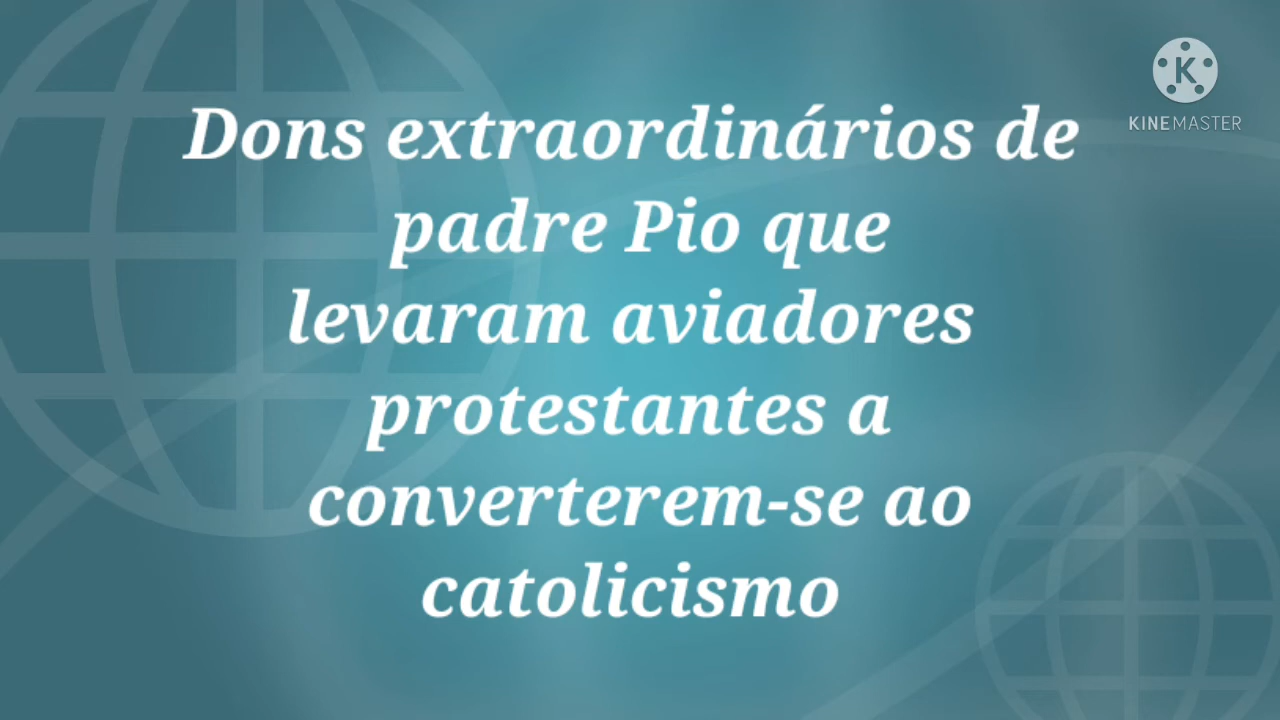 Dons extraordinários de
padre Pio que
levaram aviadores
protestantes a
converterem-se ao
catolicismo
K
KINEMASTER